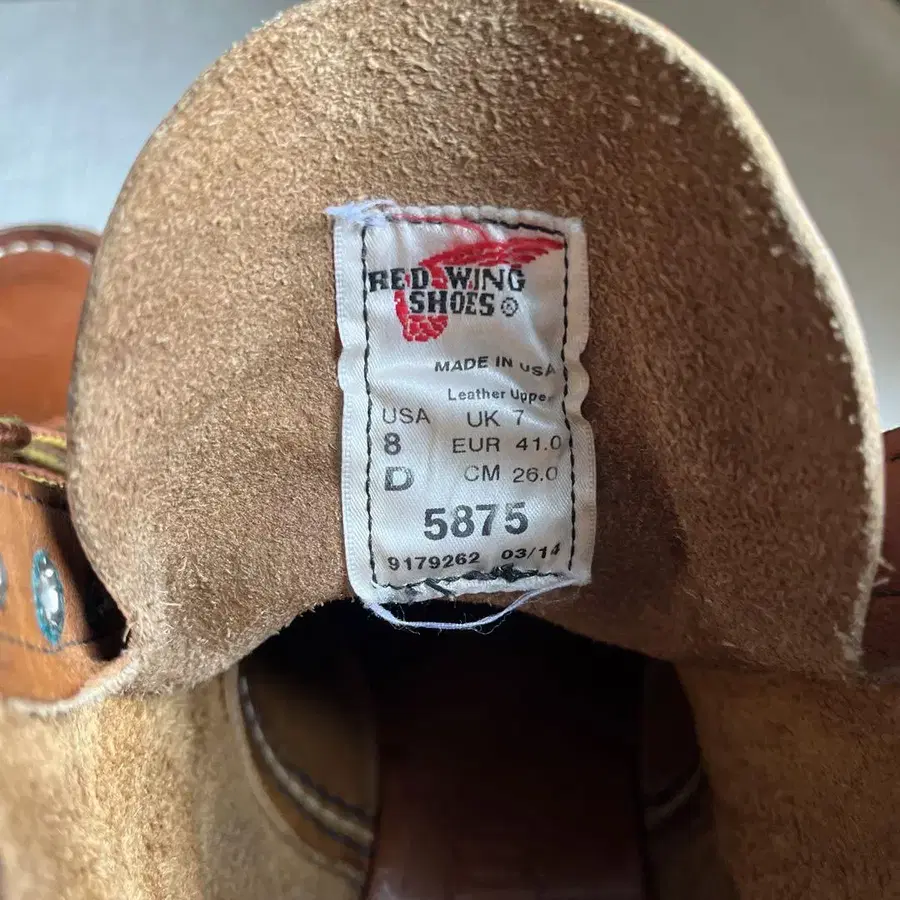 RED WING
SHOES®
MADE IN USA
Leather Upper
USA UK 7
8 EUR 41.0
D CM 26.0
5875
9179262 03/14